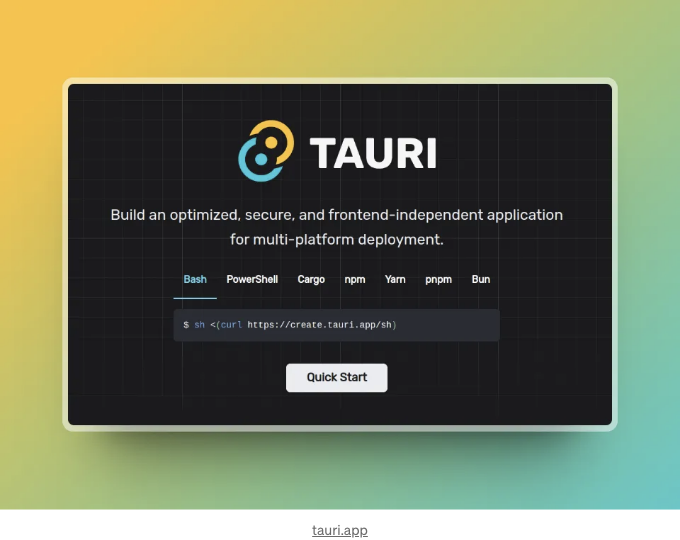 TAURI
Build an optimized, secure, and frontend-independent application
for multi-platform deployment.
Bash PowerShell Cargo npm Yarn pnpm Bun
$ sh <(curl https://create.tauri.app/sh)
Quick Start
tauri.app